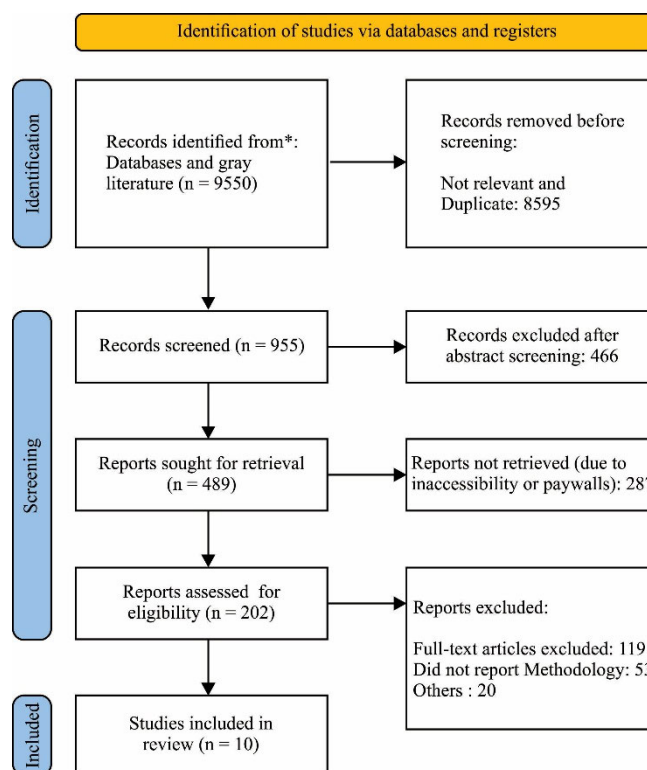 Identification of studies via databases and registers
Identification
Records identified from*:
Databases and gray
literature (n = 9550)
Records removed before
screening:
Not relevant and
Duplicate: 8595
Screening
Records screened (n = 955)
Records excluded after
abstract screening: 466
Reports sought for retrieval
(n = 489)
Reports not retrieved (due to
inaccessibility or paywalls): 287
Reports assessed for
eligibility (n = 202)
Reports excluded:
Full-text articles excluded: 119
Did not report Methodology: 53
Others : 20
Included
Studies included in
review (n = 10)